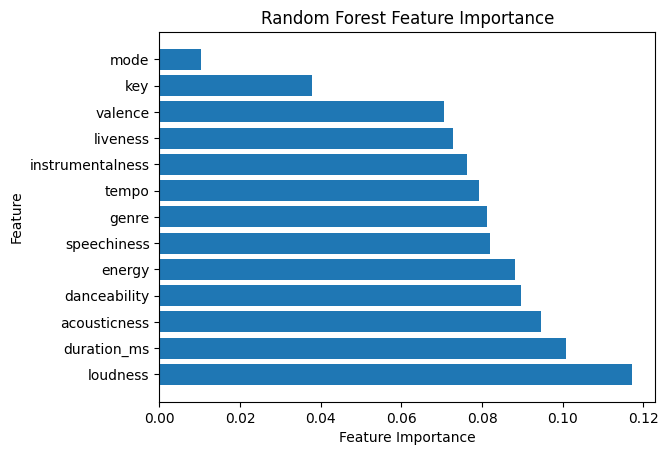 Random Forest Feature Importance
mode
key
valence
liveness
instrumentalness
tempo
genre
speechiness
energy
danceability
acousticness
duration_ms
loudness
Feature
0.00 0.02 0.04 0.06 0.08 0.10 0.12
Feature Importance